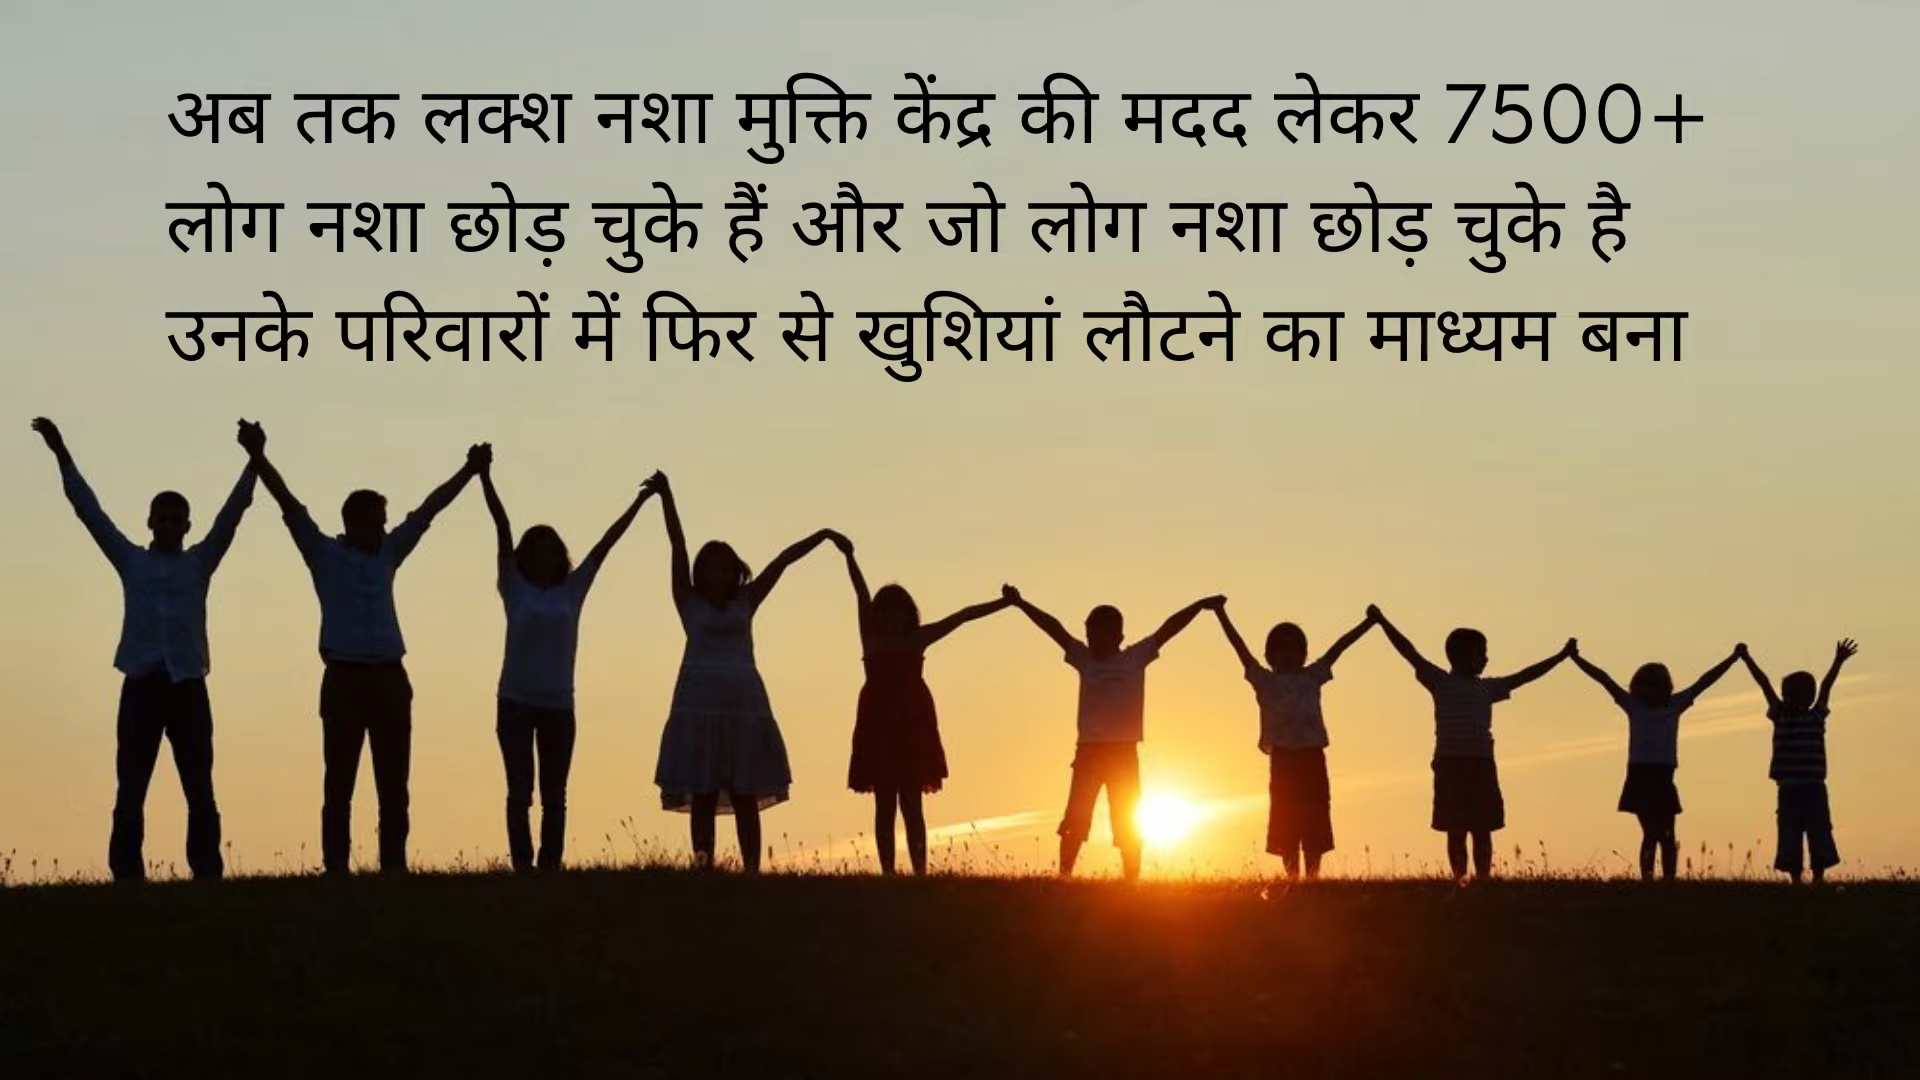 अब तक लक्श नशा मुक्ति केंद्र की मदद लेकर 7500+
लोग नशा छोड़ चुके हैं और जो लोग नशा छोड़ चुके है
उनके परिवारों में फिर से खुशियां लौटने का माध्यम बना